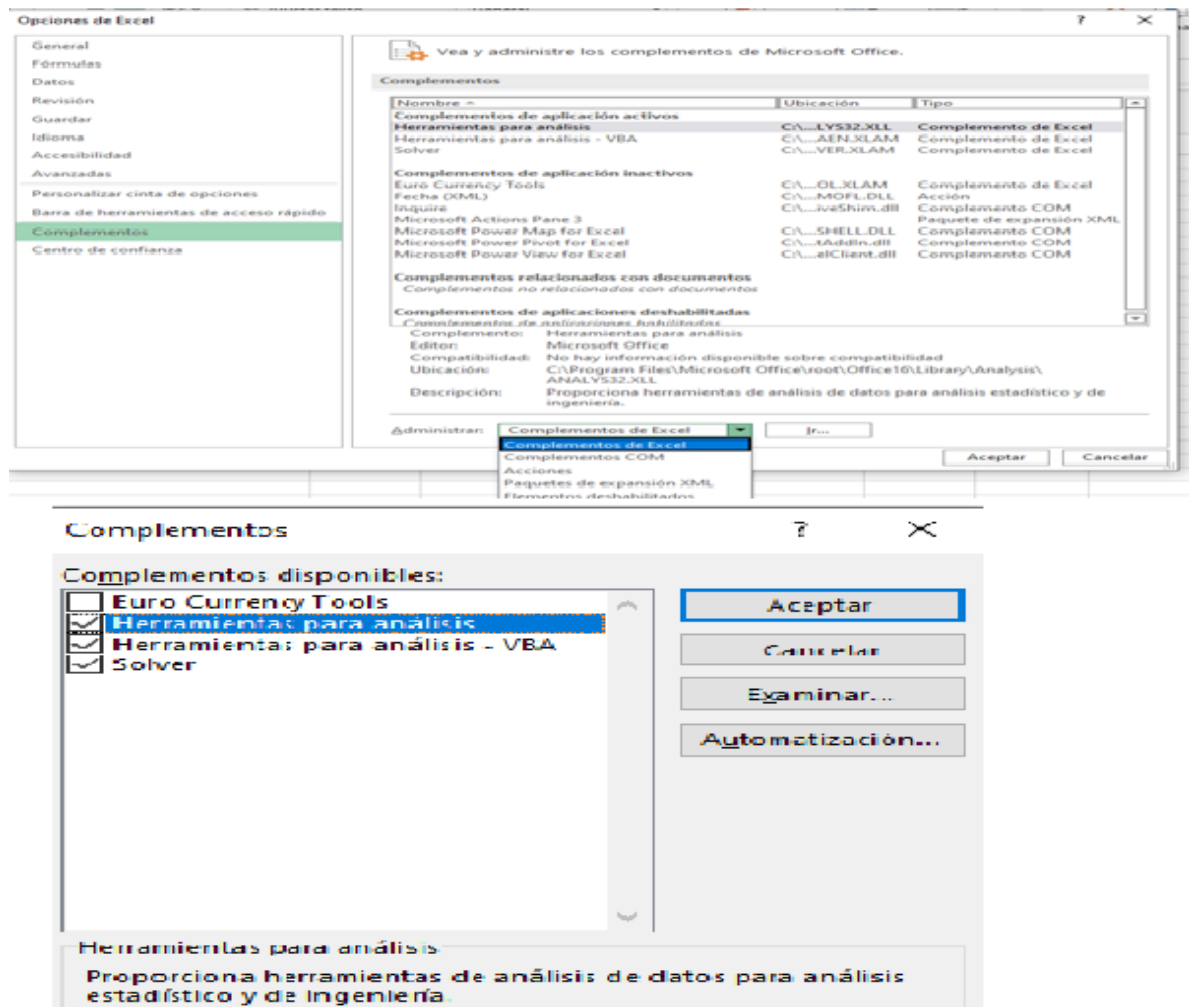 Opciones de Excel
?
General
Fórmulas
Datos
Revisión
Guardar
Idioma
Accesibilidad
Avanzadas
Personalizar cinta de opciones
Barra de herramientas de acceso rápido
Complementos
Centro de confianza
Vea y administre los complementos de Microsoft Office.
Complementos
Nombre Ubicación Tipo
Complementos de aplicación activos
Herramientas para análisis C:\...LYS32.XLL Complemento de Excel
Herramientas para análisis - VBA C:\...AEN.XLAM Complemento de Excel
Solver C:\...VER.XLAM Complemento de Excel
Complementos de aplicación inactivos
Euro Currency Tools C:\...OL.XLAM Complemento de Excel
Fecha (XML) C:\...MOFL.DLL Acción
Inquire C:\...iveShim.dll Complemento COM
Microsoft Actions Pane 3 Paquete de expansión XML
Microsoft Power Map for Excel C:\...SHELL.DLL Complemento COM
Microsoft Power Pivot for Excel C:\...tAddIn.dll Complemento COM
Microsoft Power View for Excel C:\...elClient.dll Complemento COM
Complementos relacionados con documentos
Complementos no relacionados con documentos
Complementos de aplicaciones deshabilitadas
Complementos de aplicaciones habilitadas
Complemento: Herramientas para análisis
Editor: Microsoft Office
Compatibilidad: No hay información disponible sobre compatibilidad
Ubicación: C:\Program Files\Microsoft Office\root\Office16\Library\Analysis\
ANALYS32.XLL
Descripción: Proporciona herramientas de análisis de datos para análisis estadístico y de
ingeniería.
Administrar: Complementos de Excel Ir...
Complementos de Excel
Complementos COM
Acciones
Paquetes de expansión XML
Elementos deshabilitados
Aceptar Cancelar
Complementos ?
Complementos disponibles:
Euro Currency Tools
Herramientas para análisis
Herramientas para análisis - VBA
Solver
Aceptar
Cancelar
Examinar...
Automatización...
Herramientas para análisis
Proporciona herramientas de análisis de datos para análisis
estadístico y de ingeniería.